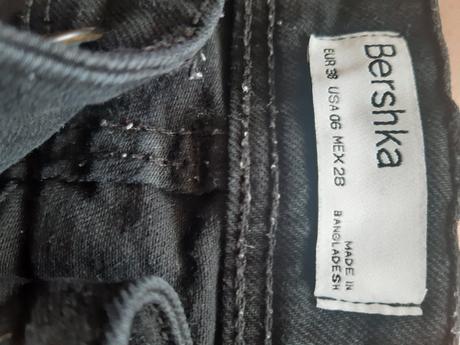 Bershka
EUR 38 USA 06 MEX 28
MADE IN
BANGLADESH